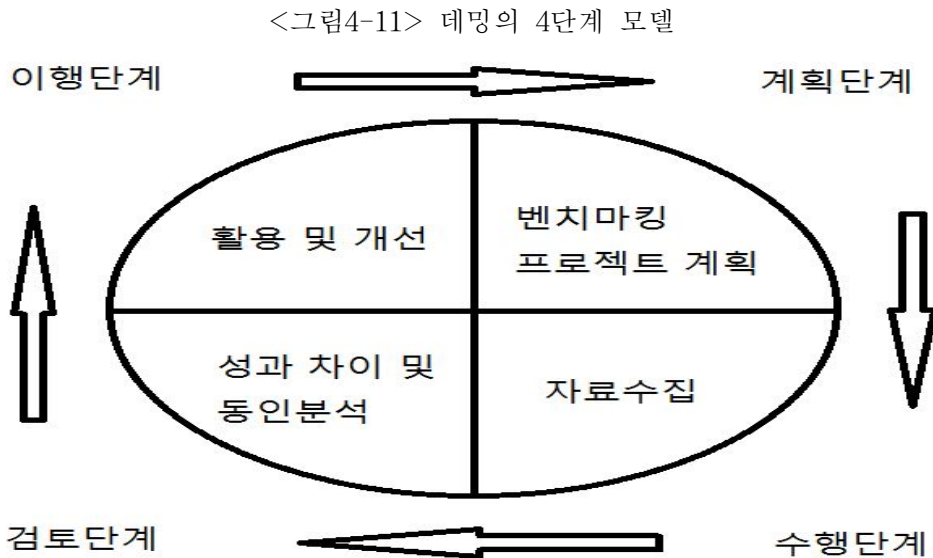 <그림4-11> 데밍의 4단계 모델
이행단계
계획단계
활용 및 개선
벤치마킹
프로젝트 계획
성과 차이 및
동인분석
자료수집
검토단계
수행단계